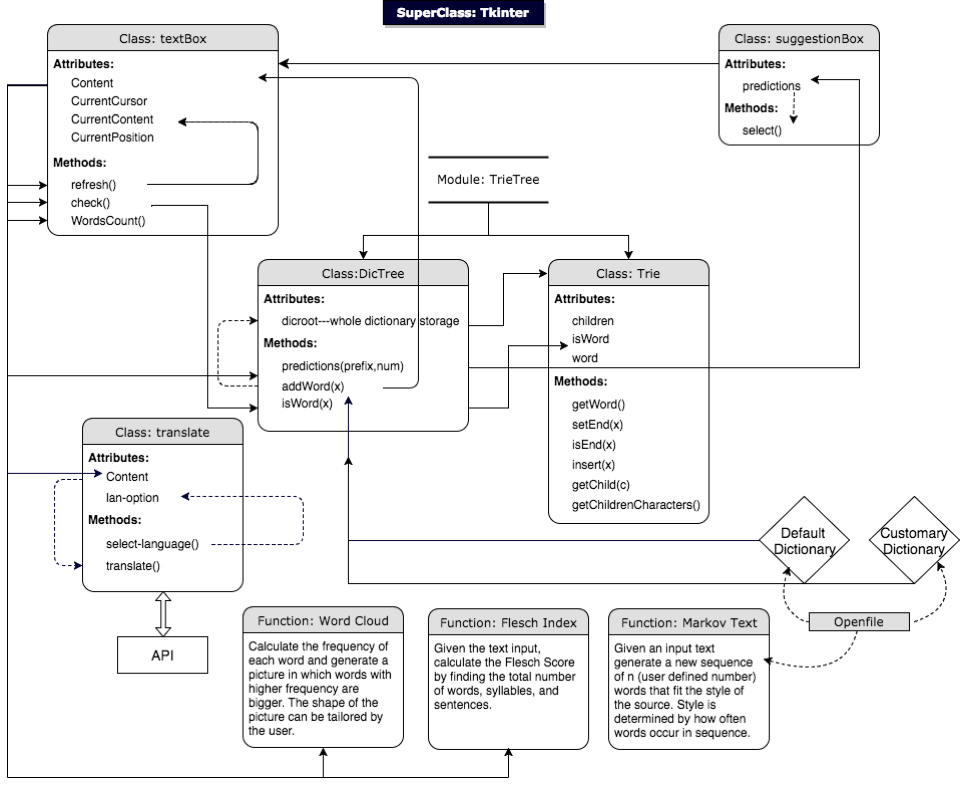 SuperClass: Tkinter
Class: textBox
Attributes:
Content
CurrentCursor
CurrentContent
CurrentPosition
Methods:
refresh()
check()
WordsCount()
Class: suggestionBox
Attributes:
predictions
Methods:
select()
Module: TrieTree
Class:DicTree
Attributes:
dicroot---whole dictionary storage
Methods:
predictions(prefix,num)
addWord(x)
isWord(x)
Class: Trie
Attributes:
children
isWord
word
Methods:
getWord()
setEnd(x)
isEnd(x)
insert(x)
getChild(c)
getChildrenCharacters()
Class: translate
Attributes:
Content
lan-option
Methods:
select-language()
translate()
API
Default
Dictionary
Customary
Dictionary
Openfile
Function: Word Cloud
Calculate the frequency of
each word and generate a
picture in which words with
higher frequency are
bigger. The shape of the
picture can be tailored by
the user.
Function: Flesch Index
Given the text input,
calculate the Flesch Score
by finding the total number
of words, syllables, and
sentences.
Function: Markov Text
Given an input text
generate a new sequence
of n (user defined number)
words that fit the style of
the source. Style is
determined by how often
words occur in sequence.